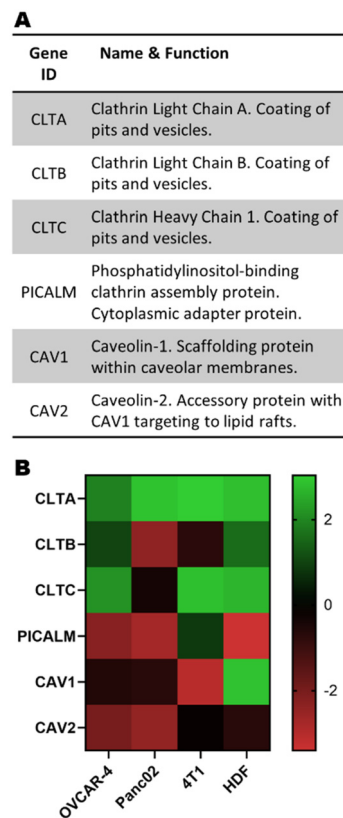 A
Gene
ID
Name & Function
CLTA
Clathrin Light Chain A. Coating of
pits and vesicles.
CLTB
Clathrin Light Chain B. Coating of
pits and vesicles.
CLTC
Clathrin Heavy Chain 1. Coating of
pits and vesicles.
PICALM
Phosphatidylinositol-binding
clathrin assembly protein.
Cytoplasmic adapter protein.
CAV1
Caveolin-1. Scaffolding protein
within caveolar membranes.
CAV2
Caveolin-2. Accessory protein with
CAV1 targeting to lipid rafts.
B
CLTA
CLTB
CLTC
PICALM
CAV1
CAV2
OVCAR-4
Panc02
4T1
HDF
2
0
-2